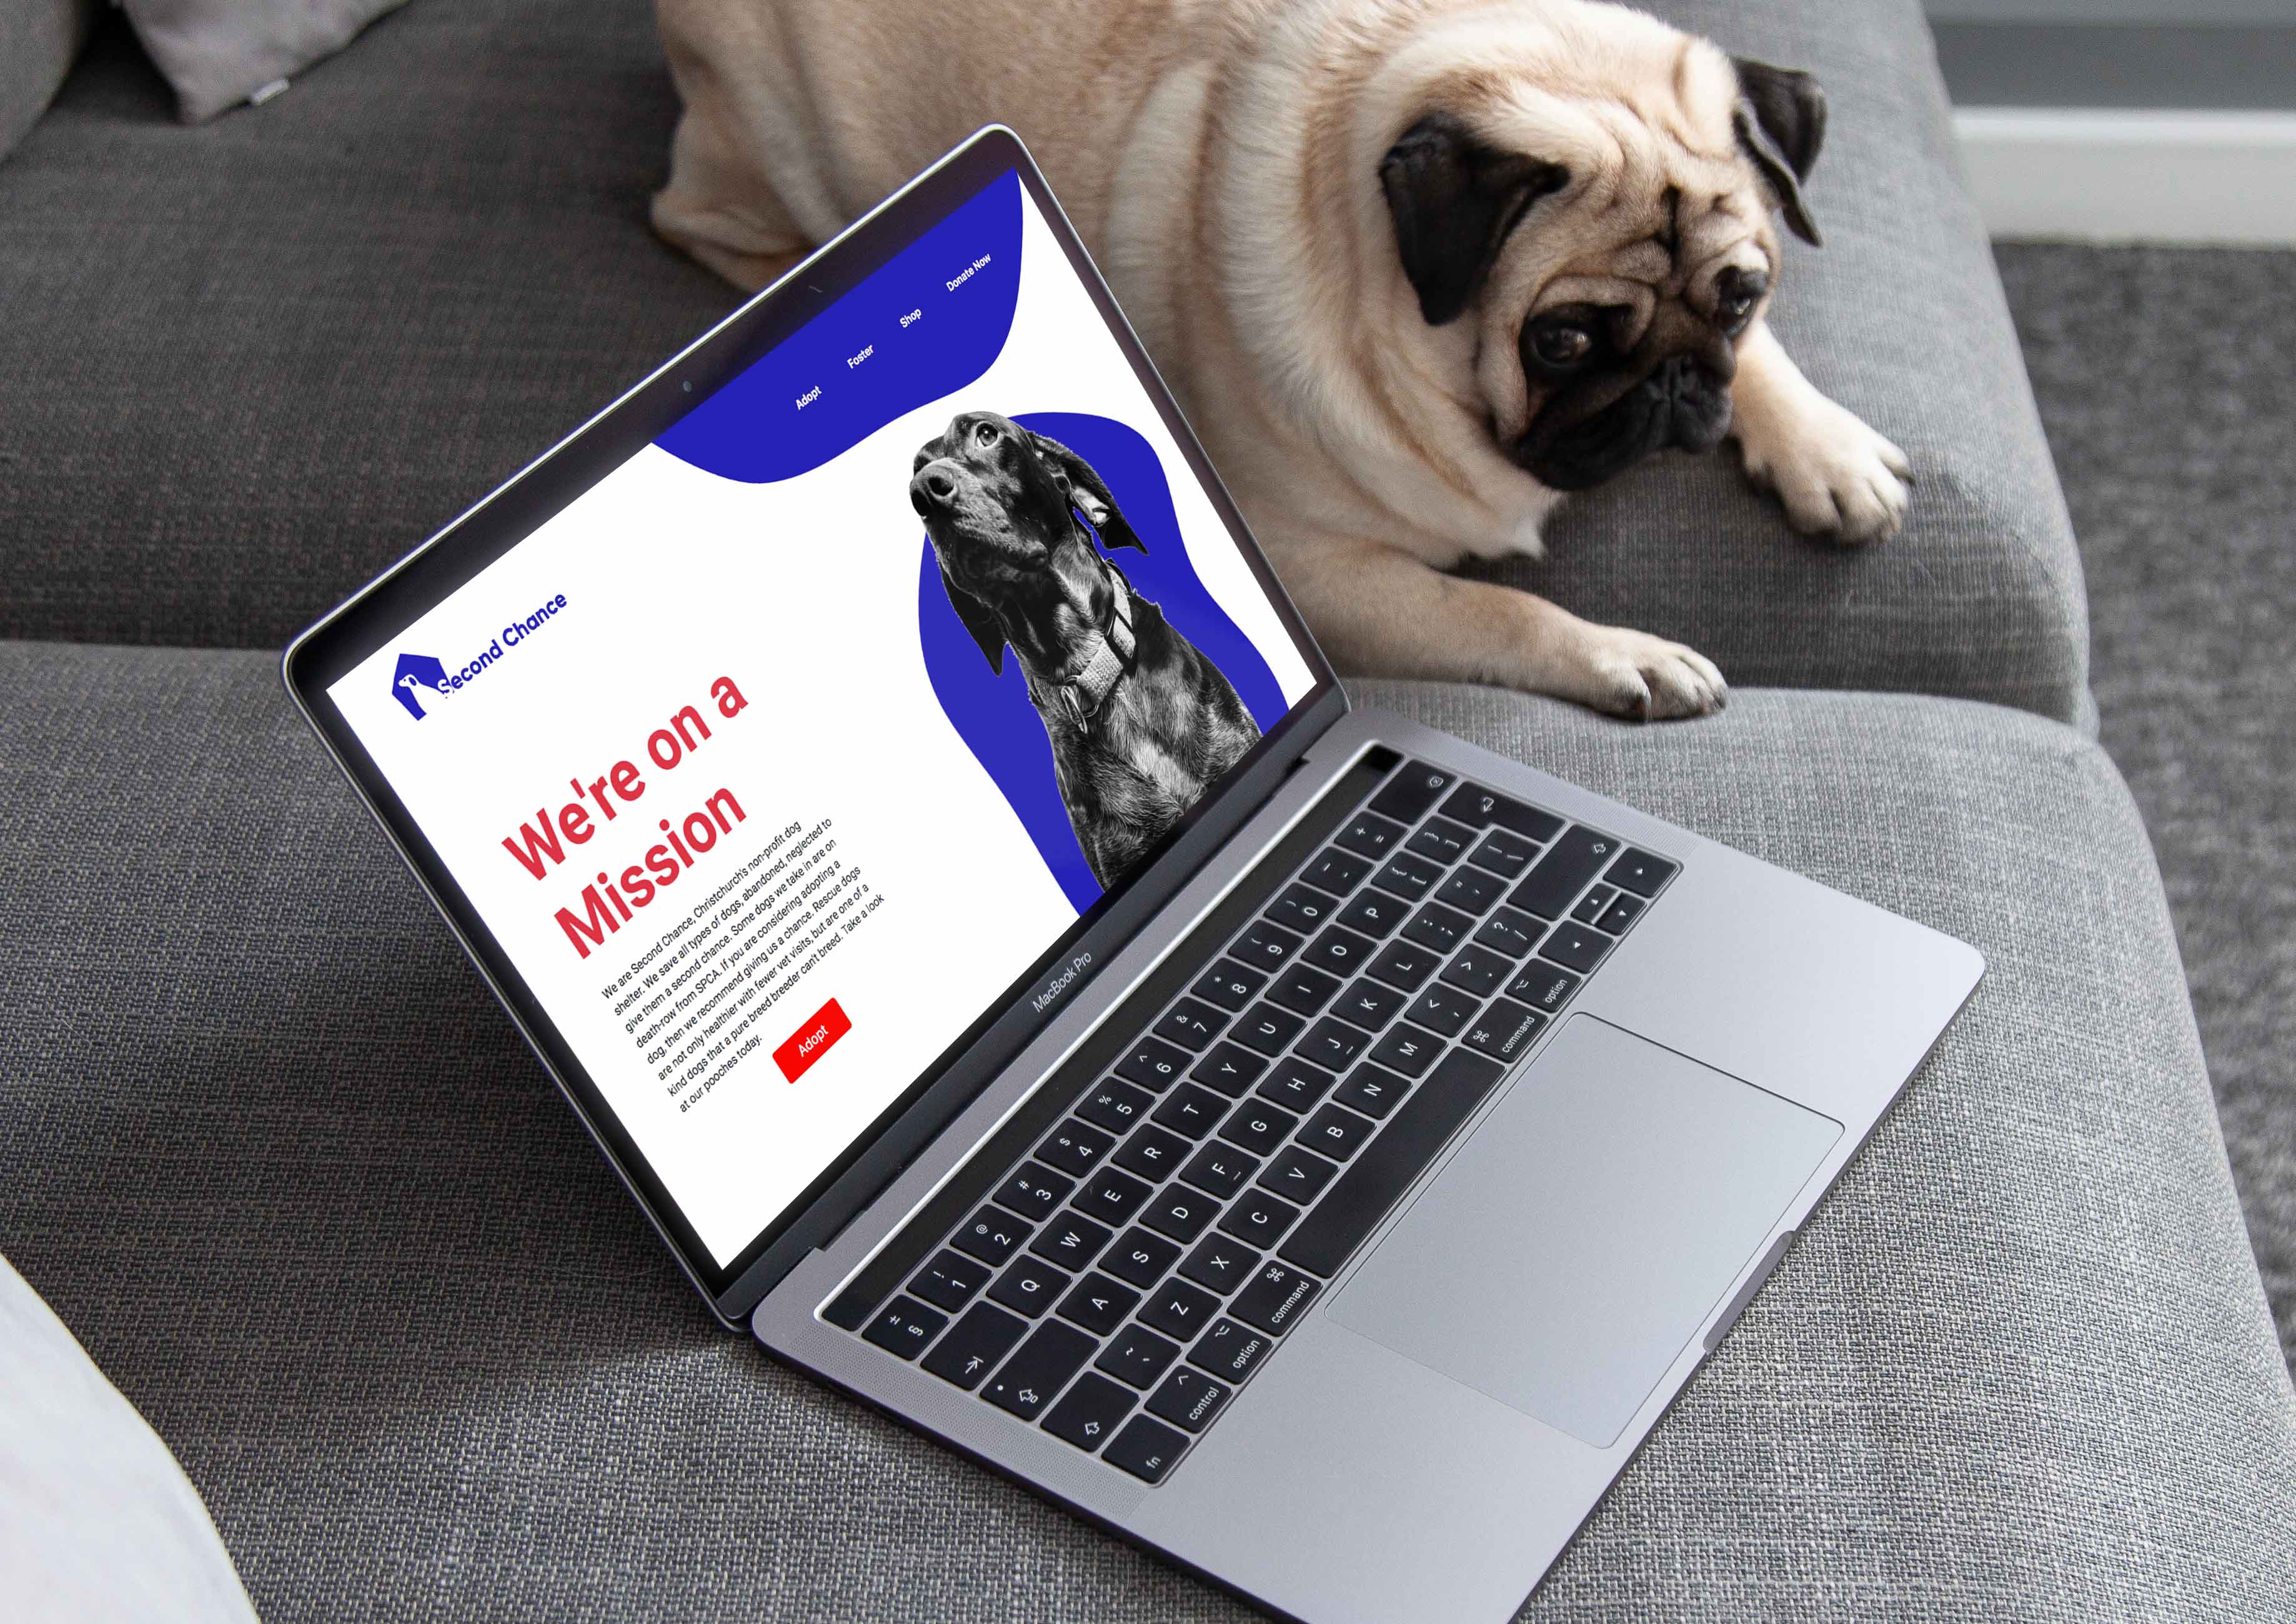 Adopt
Foster
Shop
Donate Now
Second Chance
We're on a
Mission
We are Second Chance, Christchurch's non-profit dog
shelter. We save all types of dogs, abandoned, neglected to
give them a second chance. Some dogs we take in are on
death-row from SPCA. If you are considering adopting a
dog, then we recommend giving us a chance. Rescue dogs
are not only healthier with fewer vet visits, but are one of a
kind dogs that a pure breed breeder can't breed. Take a look
at our pooches today.
Adopt
MacBook Pro
± § ! 1 @ 2 # 3 $ 4 % 5 ^ 6 & 7 * 8 ( 9 ) 0 _ - + =
Q W E R T Y U I O P { [ } ]
A S D F G H J K L : ; " ' | \
~ ` Z X C V B N M < , > . ? /
fn control option command command option